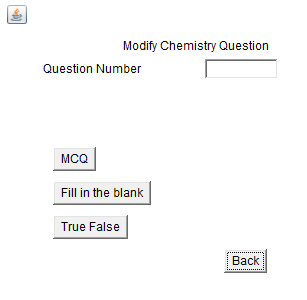 Modify Chemistry Question
Question Number
MCQ
Fill in the blank
True False
Back